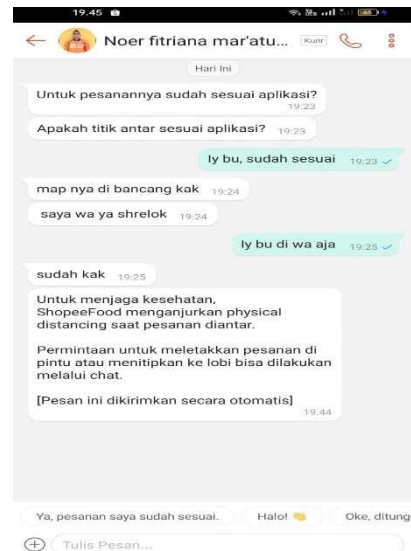 19.45
Noer fitriana mar'atu... Kurir
Hari Ini
Untuk pesanannya sudah sesuai aplikasi?
19:23
Apakah titik antar sesuai aplikasi? 19:23
Iy bu, sudah sesuai 19:23
map nya di bancang kak 19:24
saya wa ya shrelok 19:24
Iy bu di wa aja 19:25
sudah kak 19:25
Untuk menjaga kesehatan,
ShopeeFood menganjurkan physical
distancing saat pesanan diantar.
Permintaan untuk meletakkan pesanan di
pintu atau menitipkan ke lobi bisa dilakukan
melalui chat.
[Pesan ini dikirimkan secara otomatis]
19:44
Ya, pesanan saya sudah sesuai. Halo! 👋 Oke, ditung
Tulis Pesan...